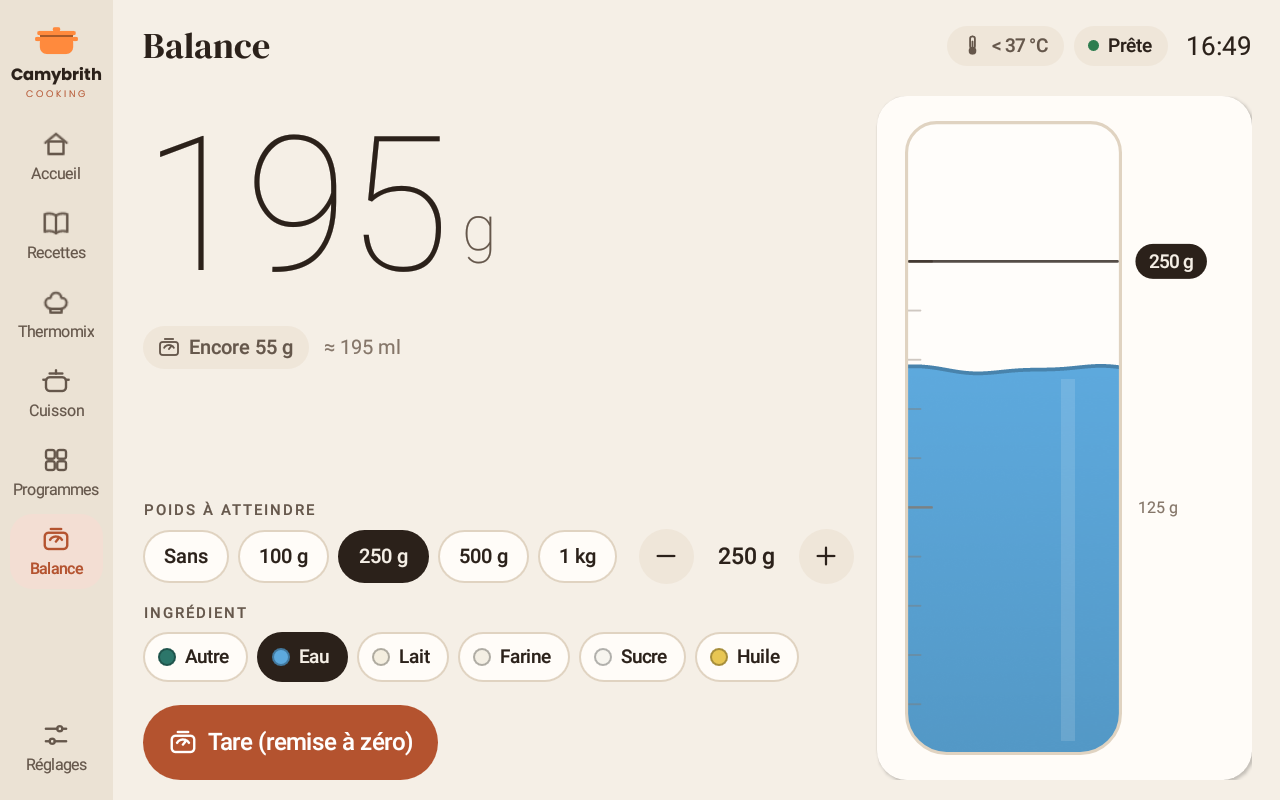 Camybrith
COOKING
Accueil
Recettes
Thermomix
Cuisson
Programmes
Balance
Réglages
Balance
< 37 °C
Prête
16:49
195 g
Encore 55 g
≈ 195 ml
POIDS À ATTEINDRE
Sans
100 g
250 g
500 g
1 kg
250 g
INGRÉDIENT
Autre
Eau
Lait
Farine
Sucre
Huile
Tare (remise à zéro)
250 g
125 g